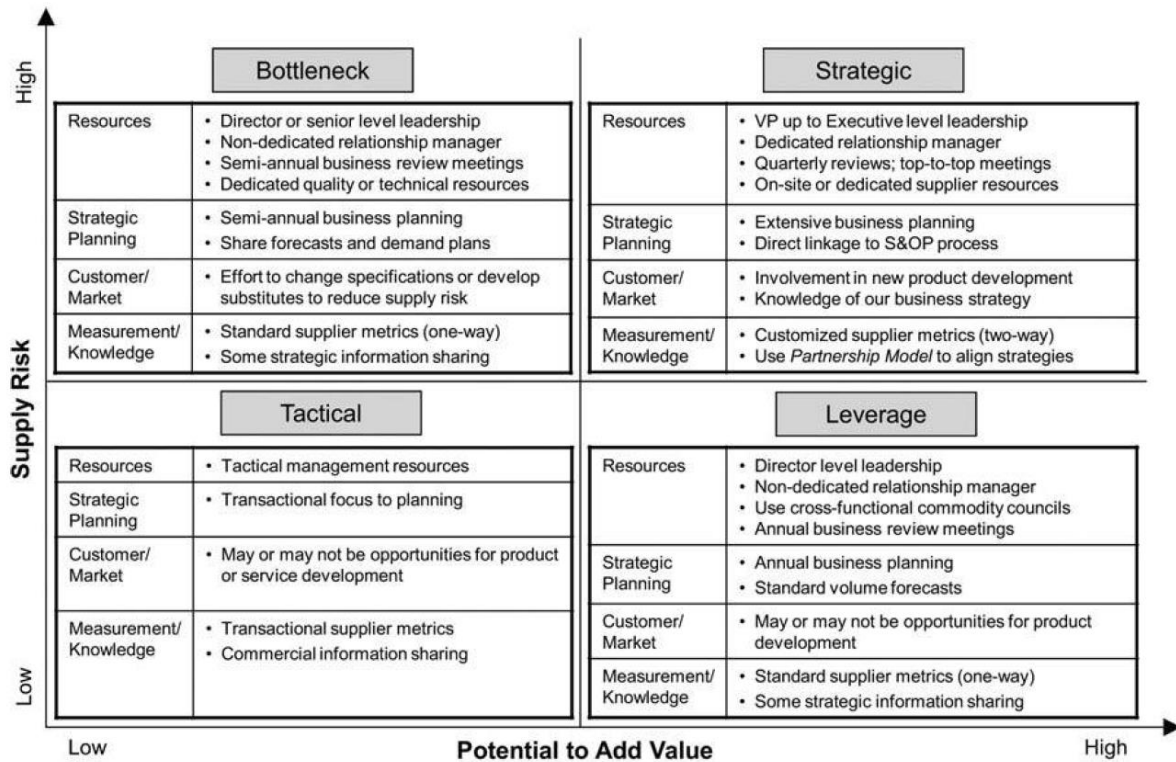 High
Supply Risk
Low
Bottleneck
Resources
• Director or senior level leadership
• Non-dedicated relationship manager
• Semi-annual business review meetings
• Dedicated quality or technical resources
Strategic
Planning
• Semi-annual business planning
• Share forecasts and demand plans
Customer/
Market
• Effort to change specifications or develop
substitutes to reduce supply risk
Measurement/
Knowledge
• Standard supplier metrics (one-way)
• Some strategic information sharing
Strategic
Resources
• VP up to Executive level leadership
• Dedicated relationship manager
• Quarterly reviews; top-to-top meetings
• On-site or dedicated supplier resources
Strategic
Planning
• Extensive business planning
• Direct linkage to S&OP process
Customer/
Market
• Involvement in new product development
• Knowledge of our business strategy
Measurement/
Knowledge
• Customized supplier metrics (two-way)
• Use Partnership Model to align strategies
Tactical
Resources
• Tactical management resources
Strategic
Planning
• Transactional focus to planning
Customer/
Market
• May or may not be opportunities for product
or service development
Measurement/
Knowledge
• Transactional supplier metrics
• Commercial information sharing
Leverage
Resources
• Director level leadership
• Non-dedicated relationship manager
• Use cross-functional commodity councils
• Annual business review meetings
Strategic
Planning
• Annual business planning
• Standard volume forecasts
Customer/
Market
• May or may not be opportunities for product
development
Measurement/
Knowledge
• Standard supplier metrics (one-way)
• Some strategic information sharing
Low
Potential to Add Value
High